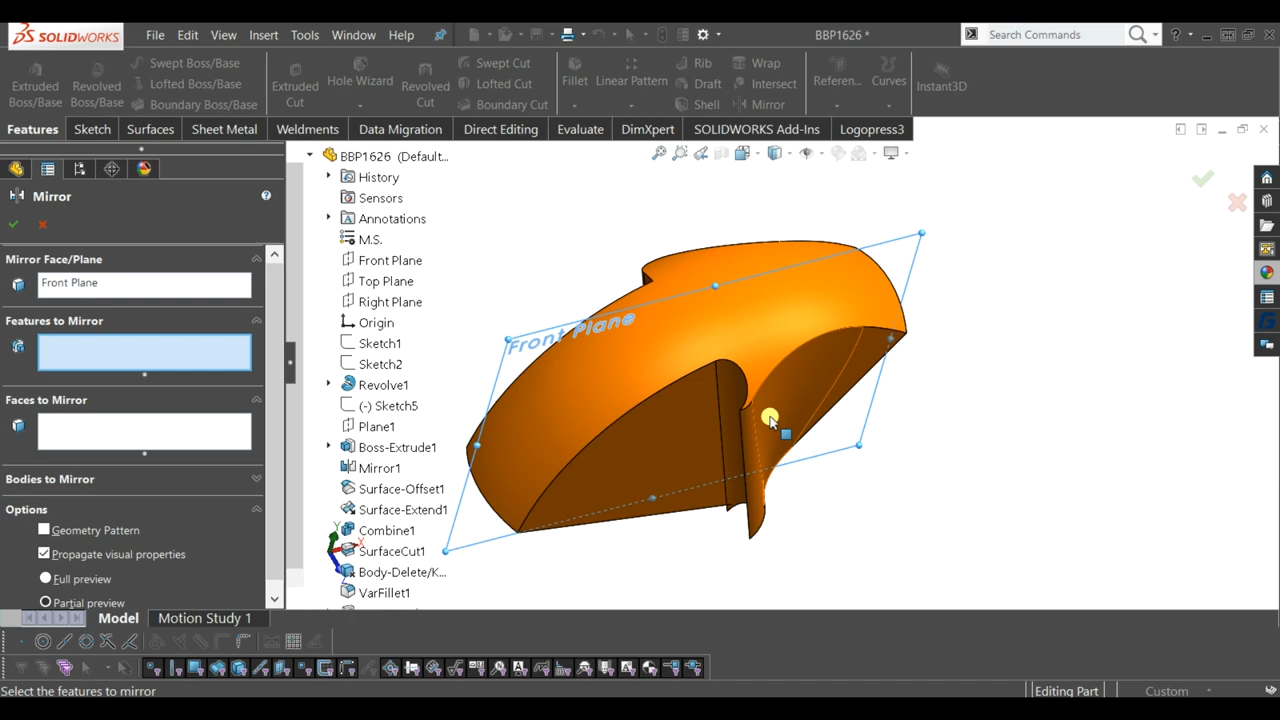 SOLIDWORKS File Edit View Insert Tools Window Help BBP1626 * Search Commands ?
Extruded Boss/Base Revolved Boss/Base Swept Boss/Base Lofted Boss/Base Boundary Boss/Base Extruded Cut Hole Wizard Revolved Cut Swept Cut Lofted Cut Boundary Cut Fillet Linear Pattern Rib Draft Shell Wrap Intersect Mirror Referen... Curves Instant3D
Features Sketch Surfaces Sheet Metal Weldments Data Migration Direct Editing Evaluate DimXpert SOLIDWORKS Add-Ins Logopress3
Mirror
Mirror Face/Plane
Front Plane
Features to Mirror
Faces to Mirror
Bodies to Mirror
Options
Geometry Pattern
Propagate visual properties
Full preview
Partial preview
BBP1626 (Default...
History
Sensors
Annotations
M.S.
Front Plane
Top Plane
Right Plane
Origin
Sketch1
Sketch2
Revolve1
(-) Sketch5
Plane1
Boss-Extrude1
Mirror1
Surface-Offset1
Surface-Extend1
Combine1
SurfaceCut1
Body-Delete/K...
VarFillet1
Front Plane
Y
X
Model Motion Study 1
Select the features to mirror Editing Part Custom